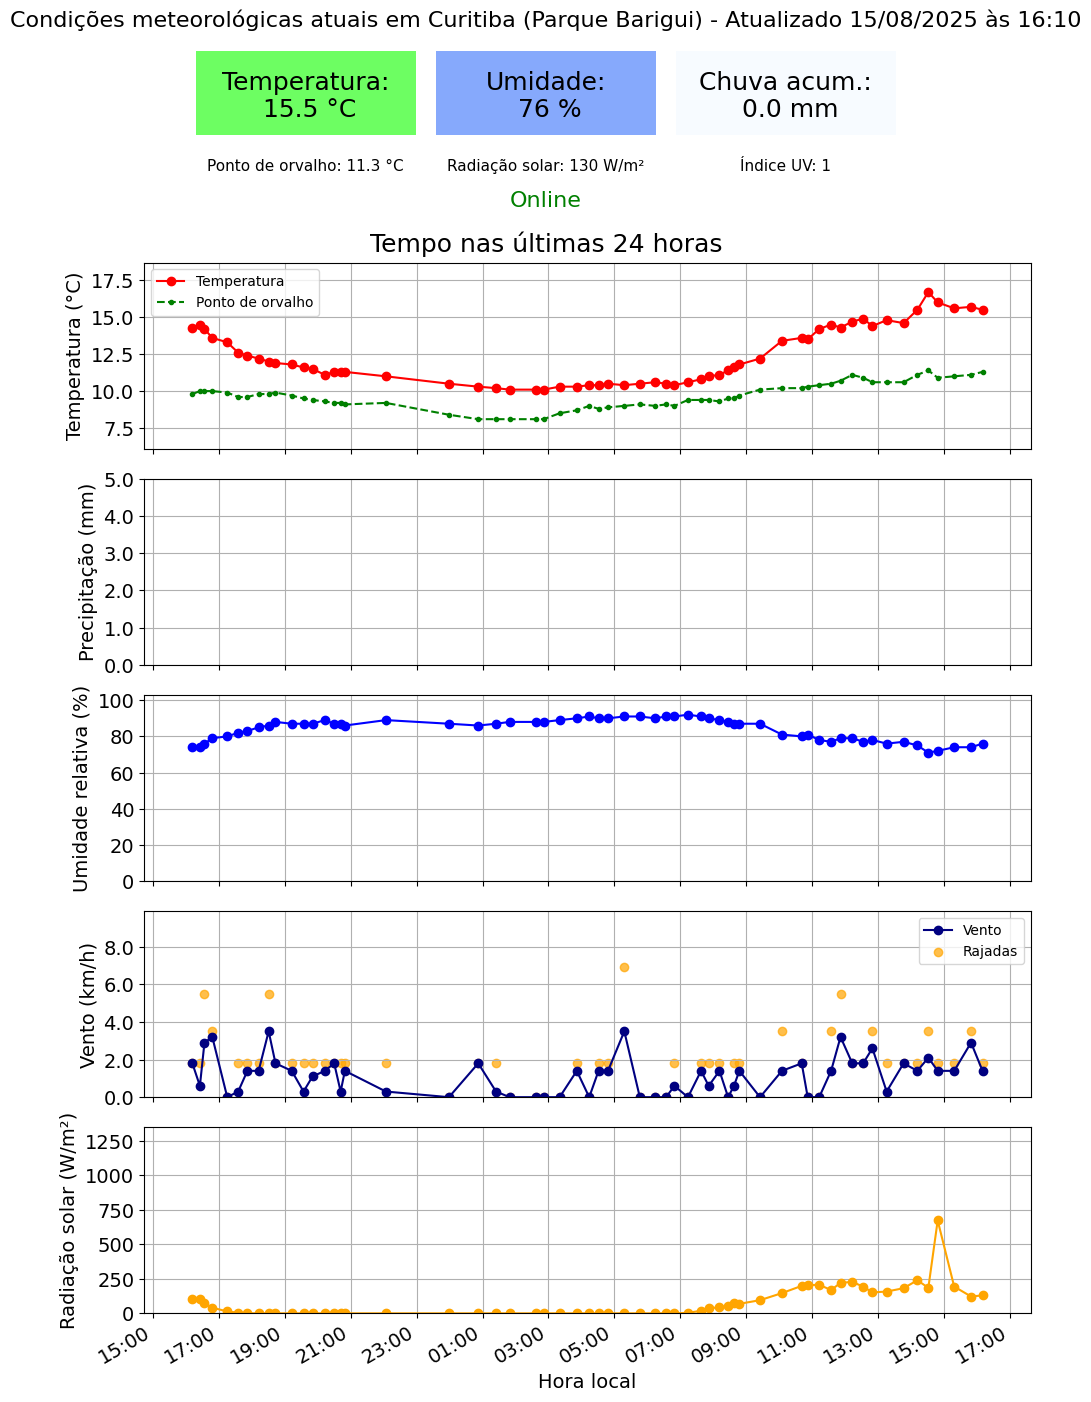 Condições meteorológicas atuais em Curitiba (Parque Barigui) - Atualizado 15/08/2025 às 16:10
Temperatura:
15.5 °C
Umidade:
76 %
Chuva acum.:
0.0 mm
Ponto de orvalho: 11.3 °C
Radiação solar: 130 W/m²
Índice UV: 1
Online
Tempo nas últimas 24 horas
Temperatura (°C)
17.5
15.0
12.5
10.0
7.5
Temperatura
Ponto de orvalho
Precipitação (mm)
5.0
4.0
3.0
2.0
1.0
0.0
Umidade relativa (%)
100
80
60
40
20
0
Vento (km/h)
8.0
6.0
4.0
2.0
0.0
Vento
Rajadas
Radiação solar (W/m²)
1250
1000
750
500
250
0
15:00 17:00 19:00 21:00 23:00 01:00 03:00 05:00 07:00 09:00 11:00 13:00 15:00 17:00
Hora local